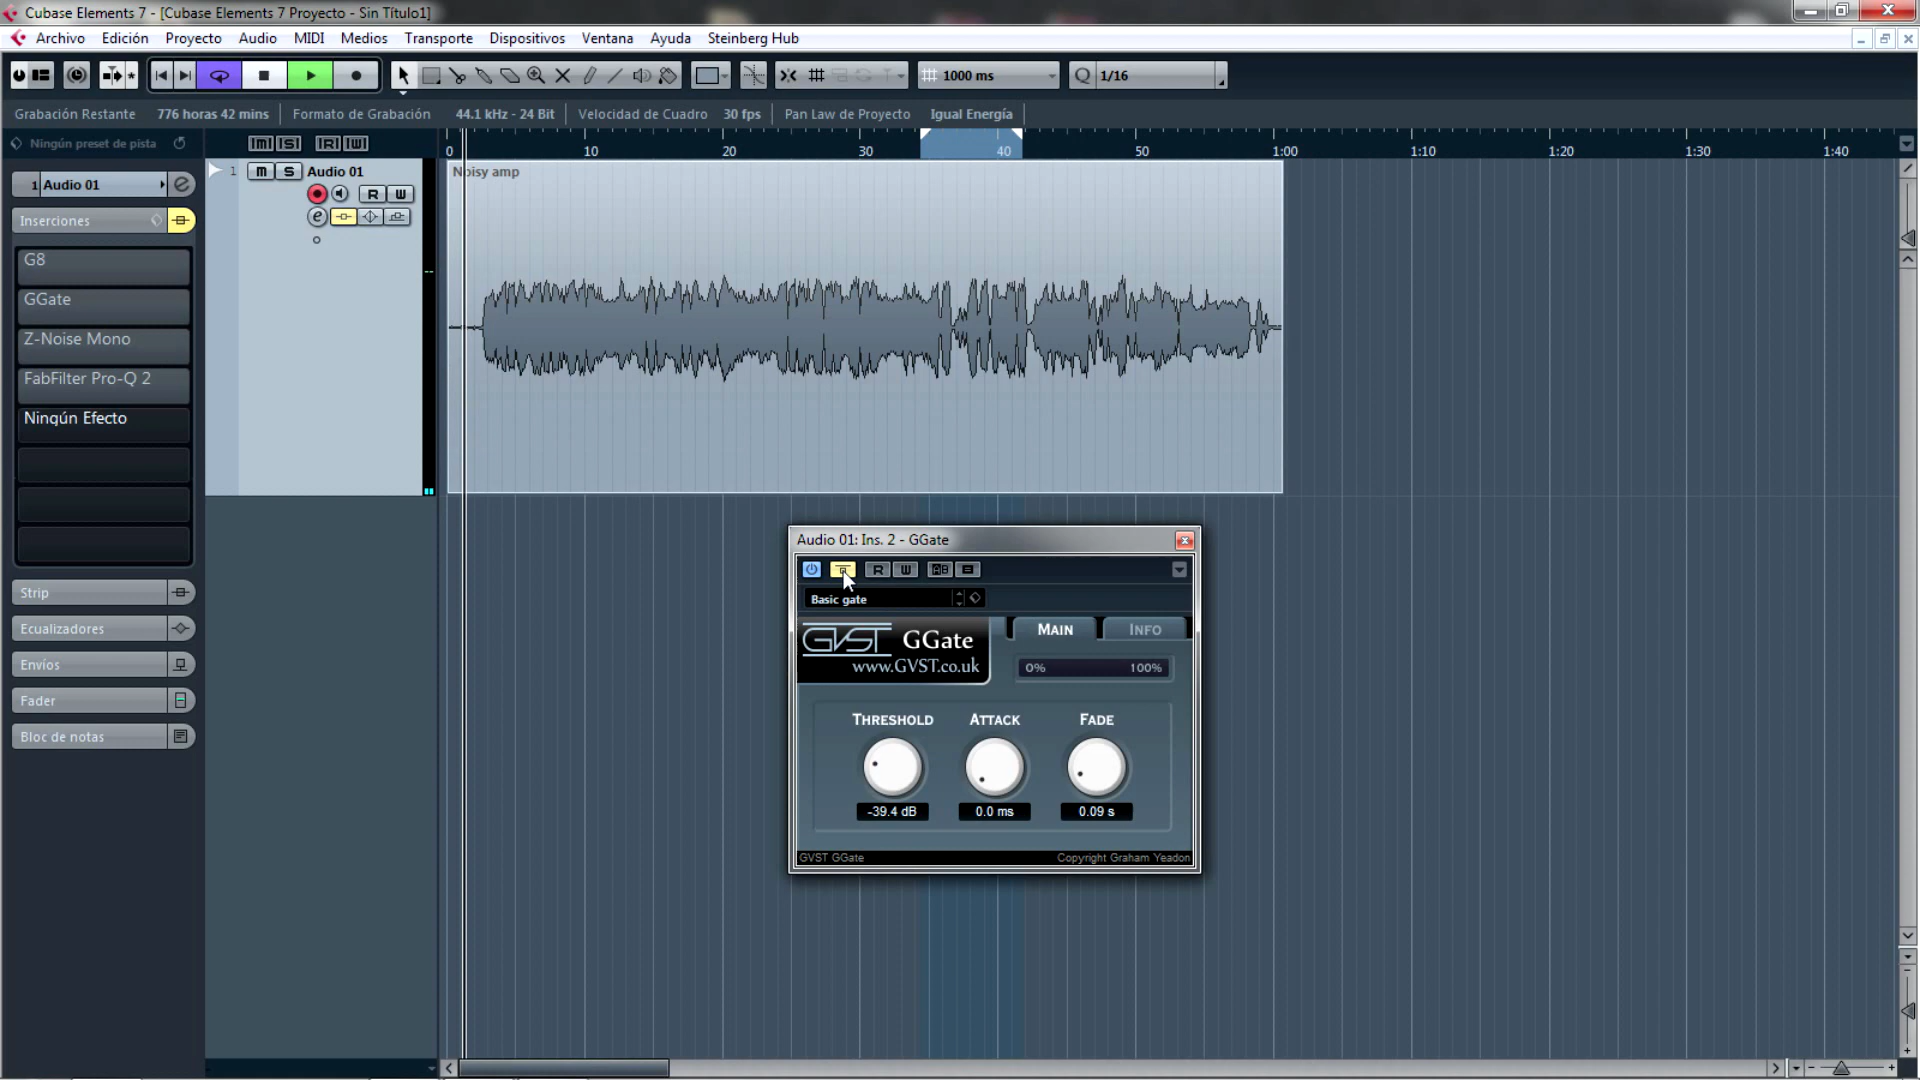 Cubase Elements 7 - [Cubase Elements 7 Proyecto - Sin Título1]
Archivo Edición Proyecto Audio MIDI Medios Transporte Dispositivos Ventana Ayuda Steinberg Hub
1000 ms Q 1/16
Grabación Restante 776 horas 42 mins Formato de Grabación 44.1 kHz - 24 Bit Velocidad de Cuadro 30 fps Pan Law de Proyecto Igual Energía
Ningún preset de pista
M S R W
0 10 20 30 40 50 1:00 1:10 1:20 1:30 1:40
1 Audio 01
Inserciones
G8
GGate
Z-Noise Mono
FabFilter Pro-Q 2
Ningún Efecto
Strip
Ecualizadores
Envíos
Fader
Bloc de notas
1 M S Audio 01
R W
e
Noisy amp
Audio 01: Ins. 2 - GGate
R W AB
Basic gate
GVST GGate
www.GVST.co.uk
MAIN INFO
0% 100%
THRESHOLD ATTACK FADE
-39.4 dB 0.0 ms 0.09 s
GVST GGate Copyright Graham Yeadon